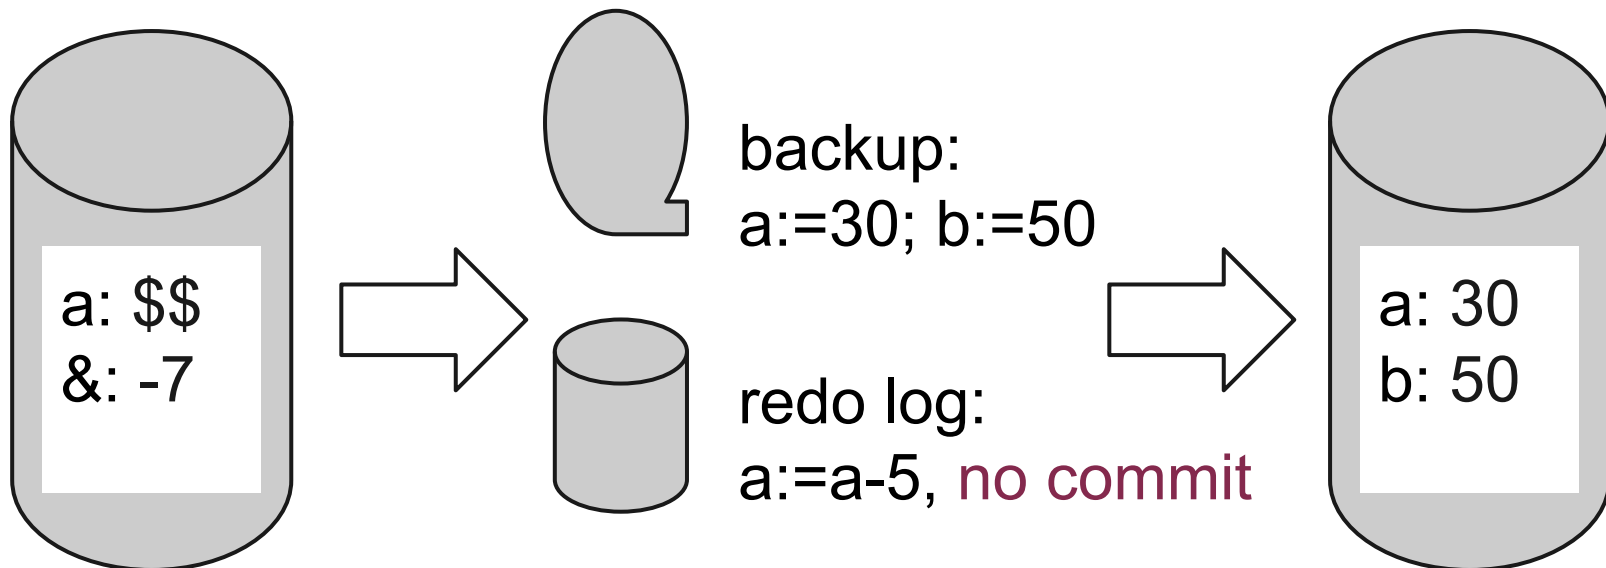 a: $$
&: -7
backup:
a:=30; b:=50
redo log:
a:=a-5, no commit
a: 30
b: 50